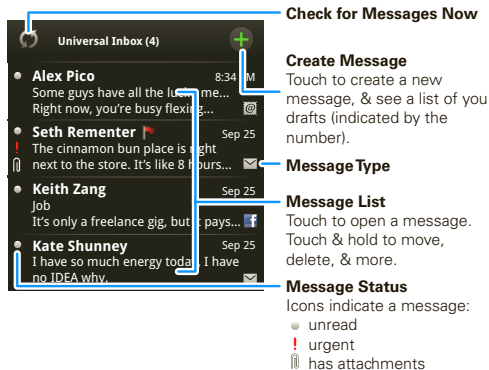 Check for Messages Now
Universal Inbox (4)
Create Message
Touch to create a new
message, & see a list of you
drafts (indicated by the
number).
Alex Pico
Some guys have all the luck, me...
Right now, you're busy flexing...
Seth Rementer Sep 25
The cinnamon bun place is right
next to the store. It's like 8 hours...
Message Type
Keith Zang Sep 25
Job
It's only a freelance gig, but it pays...
Message List
Touch to open a message.
Touch & hold to move,
delete, & more.
Kate Shunney Sep 25
I have so much energy today, I have
no IDEA why.
Message Status
Icons indicate a message:
unread
urgent
has attachments